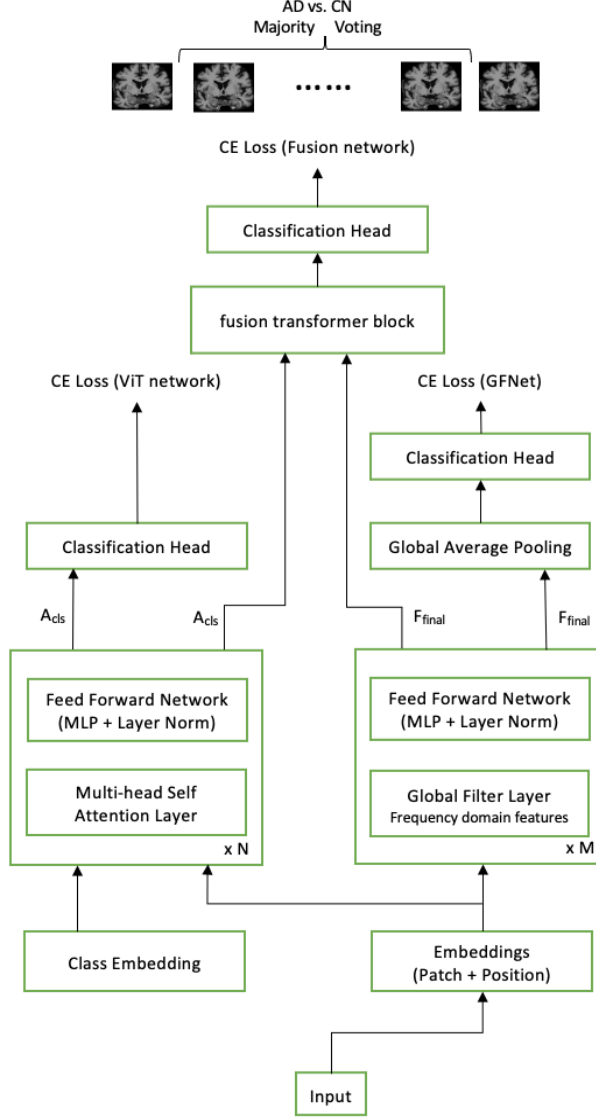 AD vs. CN
Majority Voting
......
CE Loss (Fusion network)
Classification Head
fusion transformer block
CE Loss (ViT network)
CE Loss (GFNet)
Classification Head
Classification Head
Global Average Pooling
Acls
Acls
Ffinal
Ffinal
Feed Forward Network
(MLP + Layer Norm)
Feed Forward Network
(MLP + Layer Norm)
Multi-head Self
Attention Layer
Global Filter Layer
Frequency domain features
x N
x M
Class Embedding
Embeddings
(Patch + Position)
Input